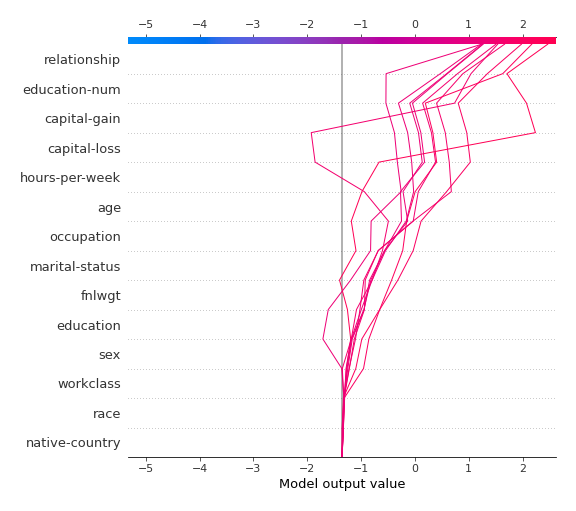 −5 −4 −3 −2 −1 0 1 2
relationship
education-num
capital-gain
capital-loss
hours-per-week
age
occupation
marital-status
fnlwgt
education
sex
workclass
race
native-country
−5 −4 −3 −2 −1 0 1 2
Model output value